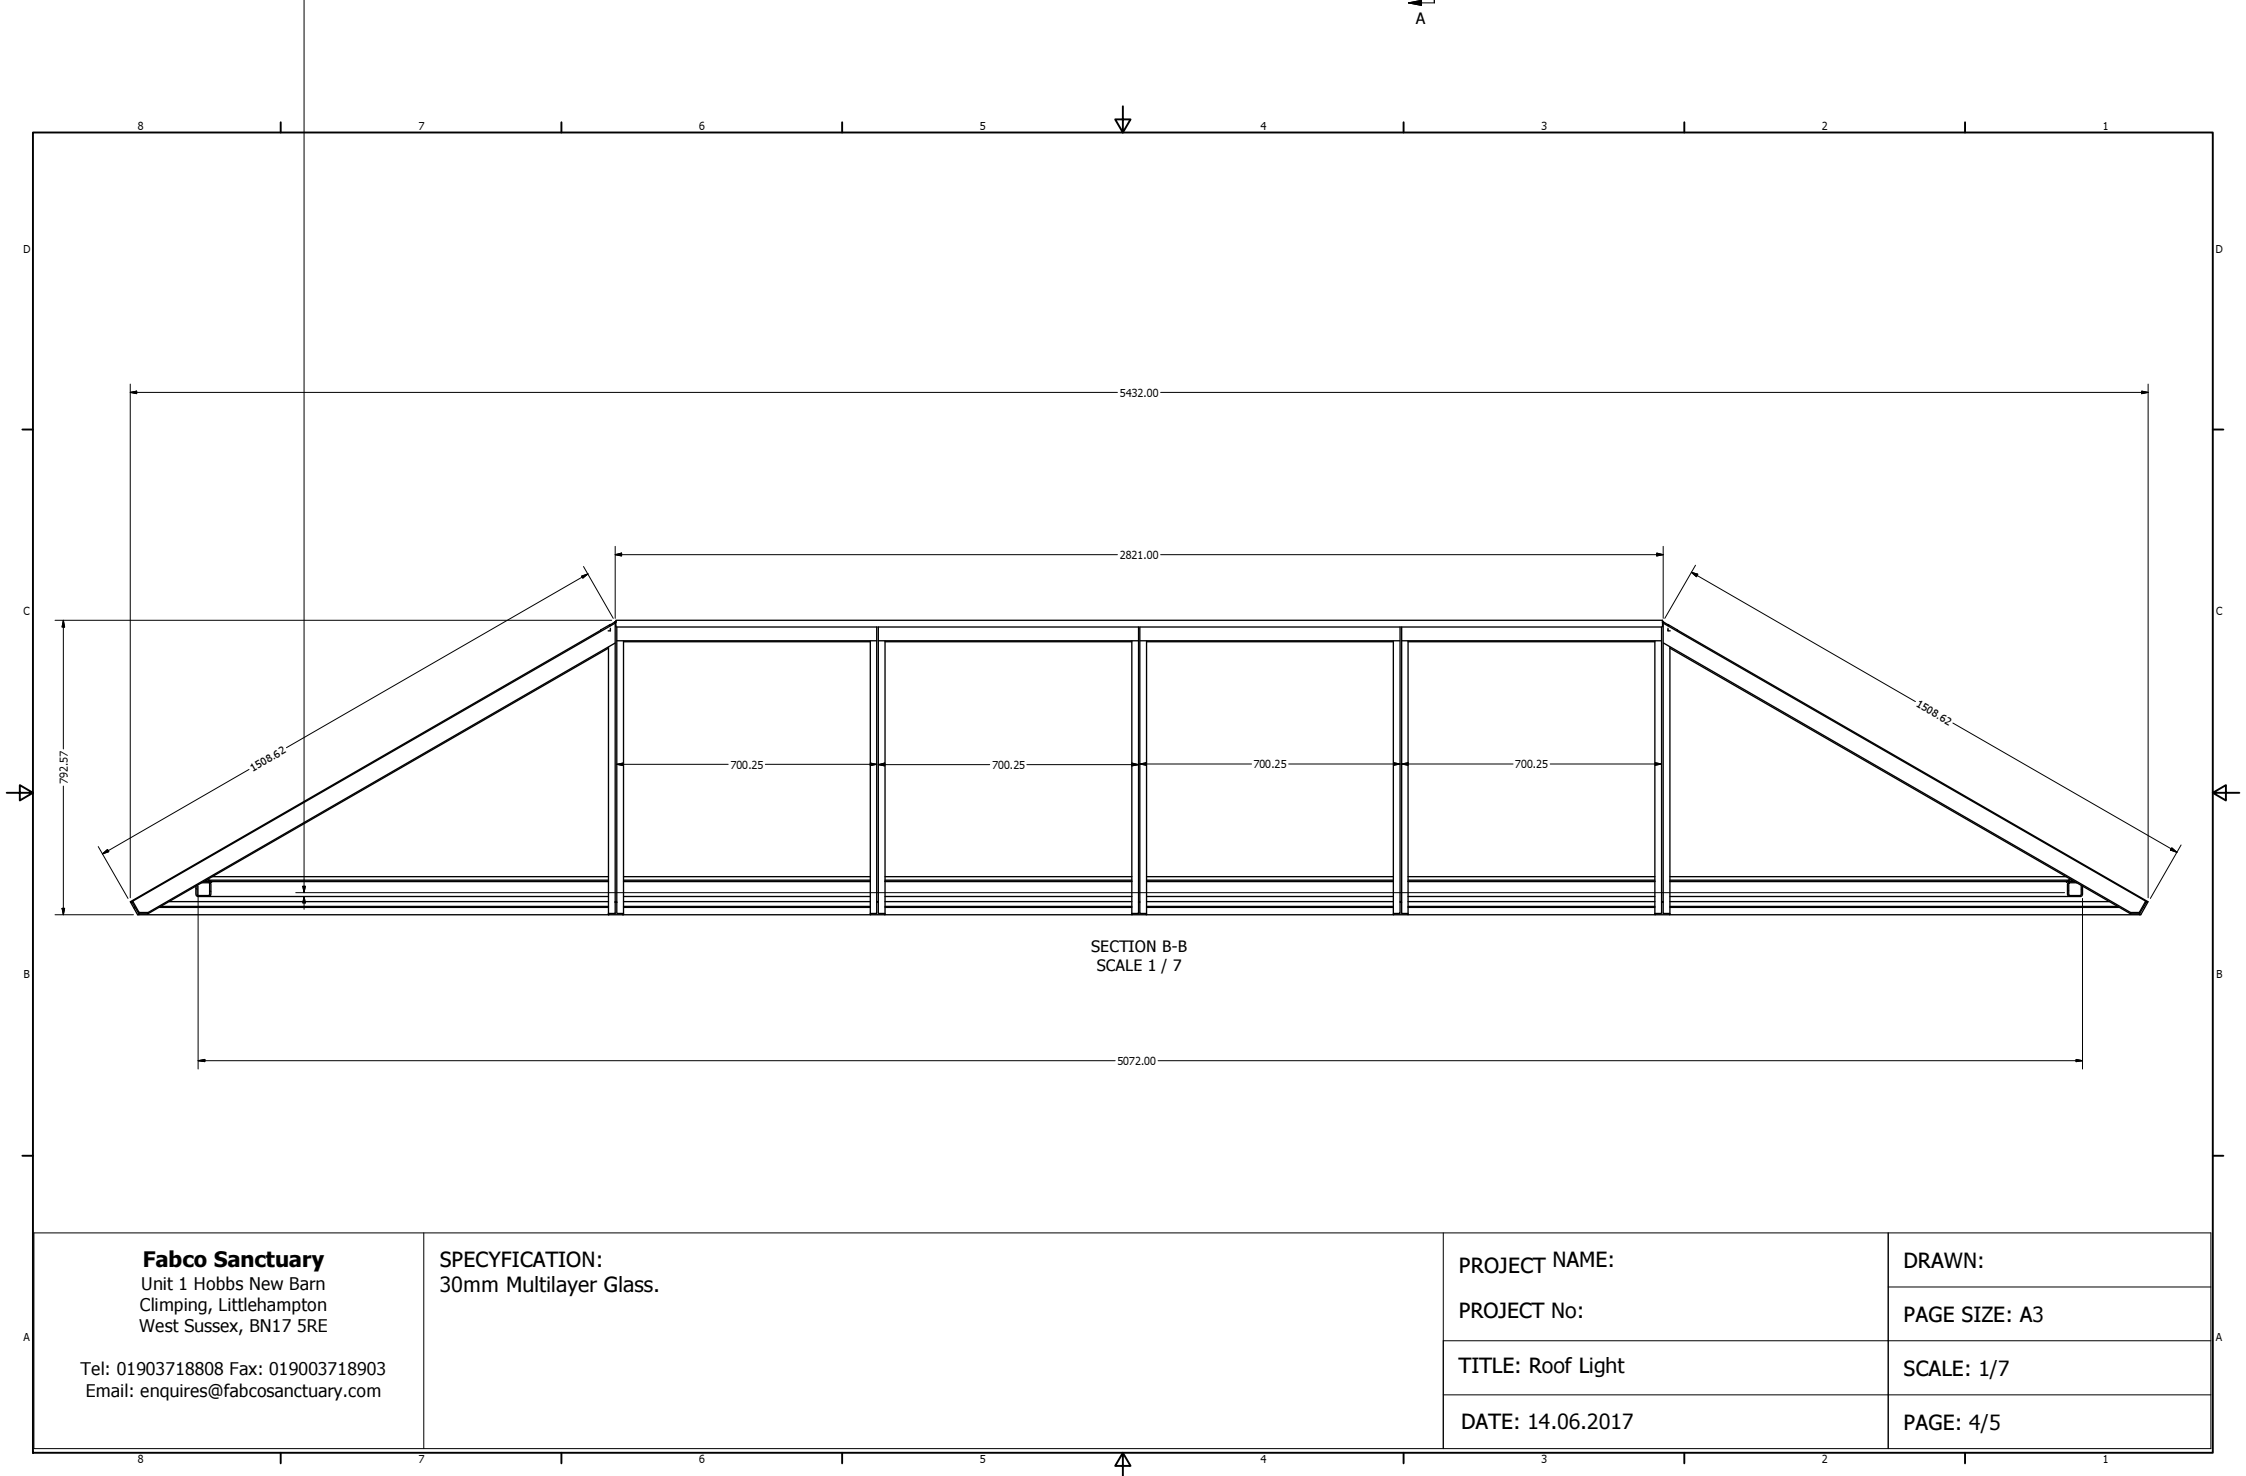 A
8 7 6 5 4 3 2 1
D D
5432.00
2821.00
C C
1508.62 1508.62
792.57
700.25 700.25 700.25 700.25
SECTION B-B
SCALE 1 / 7
B B
5072.00
Fabco Sanctuary
Unit 1 Hobbs New Barn
Climping, Littlehampton
West Sussex, BN17 5RE
Tel: 01903718808 Fax: 019003718903
Email: enquires@fabcosanctuary.com
SPECYFICATION:
30mm Multilayer Glass.
PROJECT NAME:
PROJECT No:
TITLE: Roof Light
DATE: 14.06.2017
DRAWN:
PAGE SIZE: A3
SCALE: 1/7
PAGE: 4/5
A A
8 7 6 5 4 3 2 1